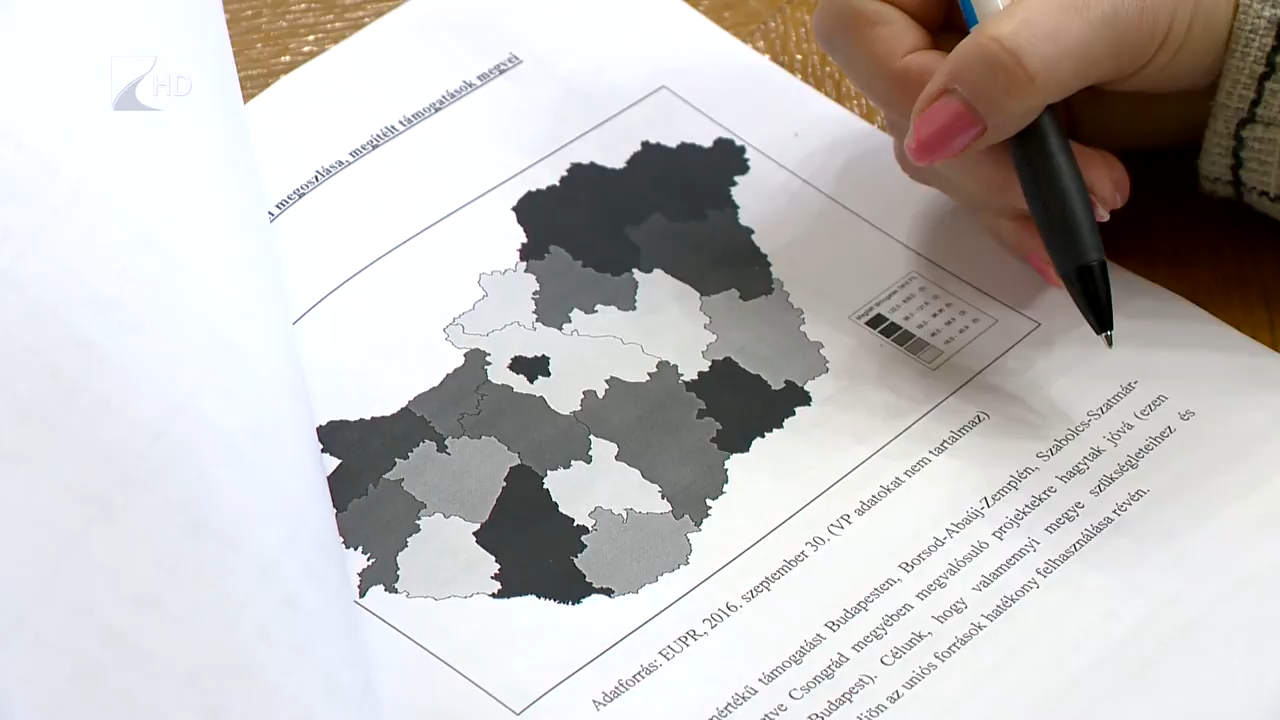 HD
megoszlása, megítélt támogatások megyei
Adatforrás: EUPR, 2016. szeptember 30. (VP adatokat nem tartalmaz)
mértékű támogatást Budapesten, Borsod-Abaúj-Zemplén, Szabolcs-Szatmár-
Csongrád megyében megvalósuló projektekre hagytak jóvá (ezen
Budapest). Célunk, hogy valamennyi megye szükségleteihez és
az uniós források hatékony felhasználása révén.